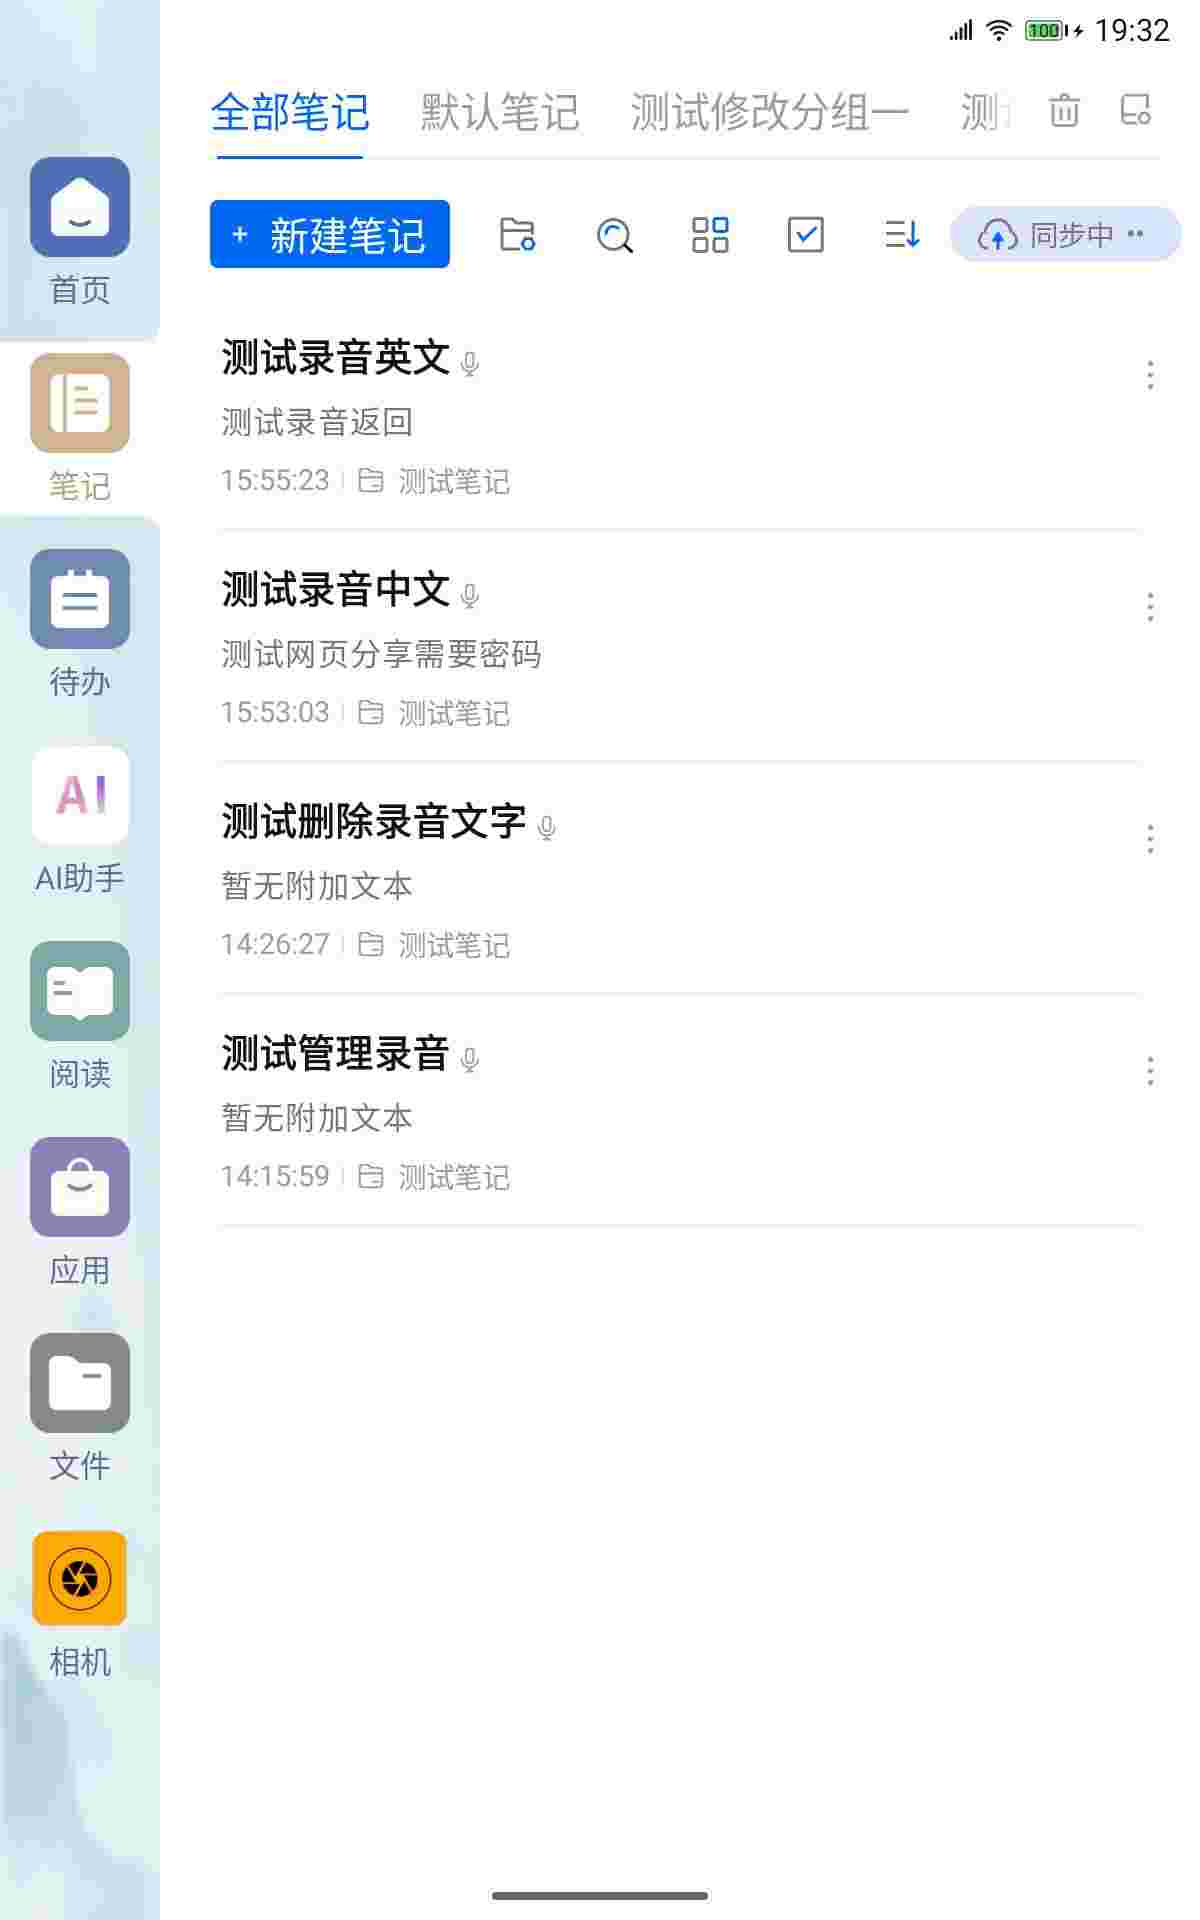 100 19:32
全部笔记 默认笔记 测试修改分组一 测
+ 新建笔记 同步中
测试录音英文
测试录音返回
15:55:23 测试笔记
测试录音中文
测试网页分享需要密码
15:53:03 测试笔记
测试删除录音文字
暂无附加文本
14:26:27 测试笔记
测试管理录音
暂无附加文本
14:15:59 测试笔记
首页
笔记
待办
AI
AI助手
阅读
应用
文件
相机